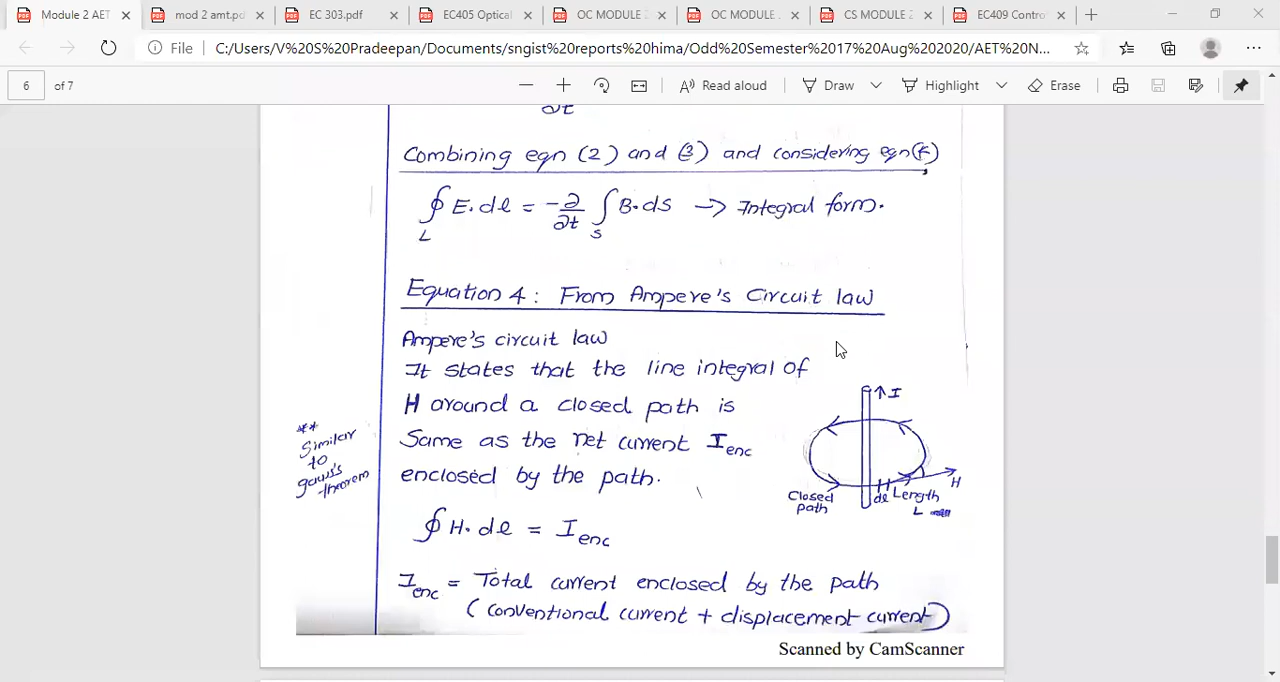 Module 2 AET
mod 2 amt.pd
EC 303.pdf
EC405 Optical
OC MODULE 2
OC MODULE
CS MODULE 2
EC409 Contro
File C:/Users/V%20S%20Pradeepan/Documents/sngist%20reports%20hima/Odd%20Semester%2017%20Aug%202020/AET%20N...
6 of 7
Read aloud
Draw
Highlight
Erase
∂t
Combining eqn (2) and (3) and considering eqn
∮ E. dl = -∂/∂t ∫ B. ds → Integral form.
L S
Equation 4: From Ampere's Circuit law
Ampere's circuit law
It states that the line integral of
H around a closed path is
Same as the net current I enc
enclosed by the path.
∮ H. dl = I enc
I enc = Total current enclosed by the path
(conventional current + displacement current)
**
Similar
to
gauss's
theorem
↑ I
H
Closed
path
dl Length
L
Scanned by CamScanner